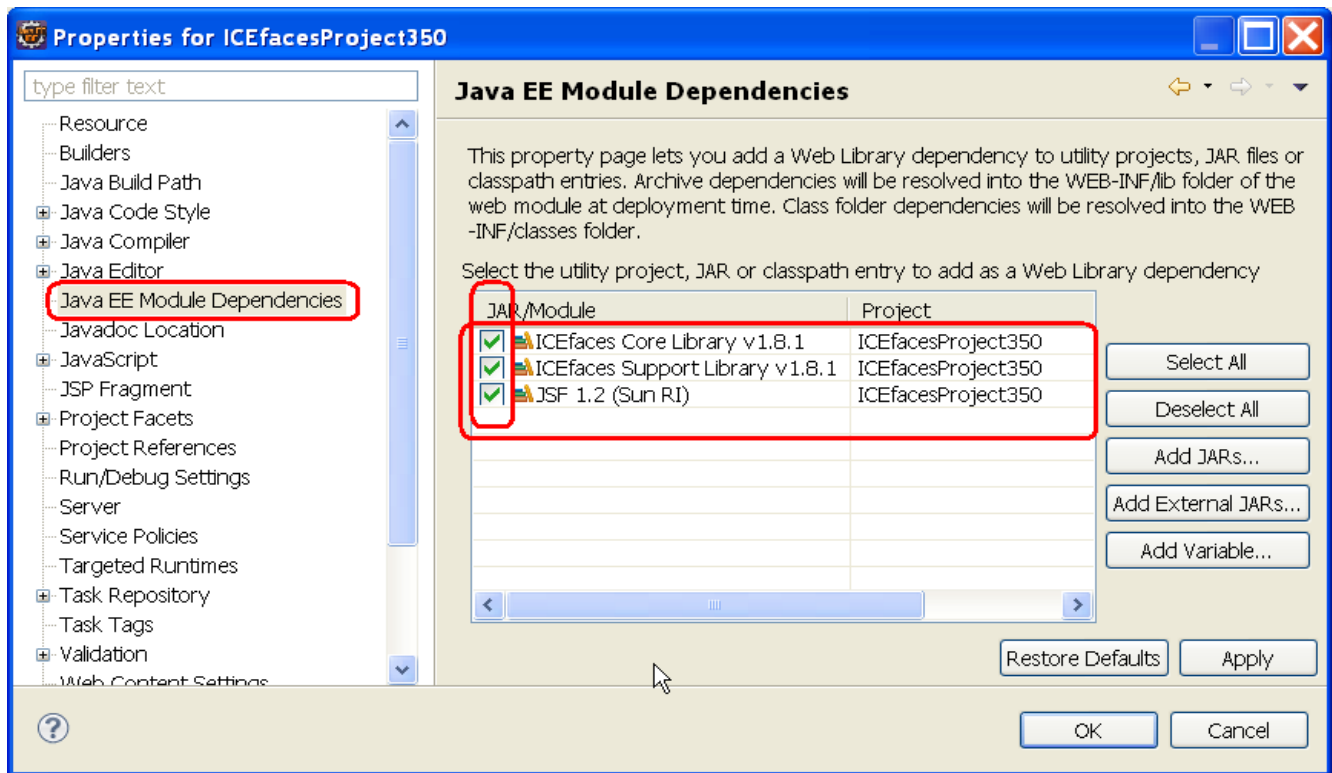 Properties for ICEfacesProject350
type filter text
Resource
Builders
Java Build Path
Java Code Style
Java Compiler
Java Editor
Java EE Module Dependencies
Javadoc Location
JavaScript
JSP Fragment
Project Facets
Project References
Run/Debug Settings
Server
Service Policies
Targeted Runtimes
Task Repository
Task Tags
Validation
Web Content Settings
Java EE Module Dependencies
This property page lets you add a Web Library dependency to utility projects, JAR files or
classpath entries. Archive dependencies will be resolved into the WEB-INF/lib folder of the
web module at deployment time. Class folder dependencies will be resolved into the WEB
-INF/classes folder.
Select the utility project, JAR or classpath entry to add as a Web Library dependency
JAR/Module Project
ICEfaces Core Library v1.8.1 ICEfacesProject350
ICEfaces Support Library v1.8.1 ICEfacesProject350
JSF 1.2 (Sun RI) ICEfacesProject350
Select All
Deselect All
Add JARs...
Add External JARs...
Add Variable...
Restore Defaults Apply
? OK Cancel